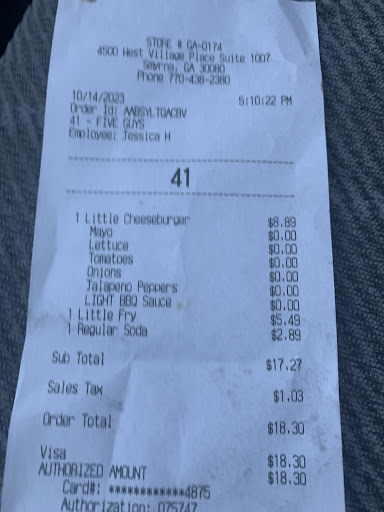 STORE # GA-0174
4500 West Village Place Suite 1007
Smyrna, GA 30080
Phone 770-438-2380
10/14/2023 5:10:22 PM
Order Id: AABSYLTQACBV
41 - FIVE GUYS
Employee: Jessica H
41
1 Little Cheeseburger $8.89
Mayo $0.00
Lettuce $0.00
Tomatoes $0.00
Onions $0.00
Jalapeno Peppers $0.00
LIGHT BBQ Sauce $0.00
1 Little Fry $5.49
1 Regular Soda $2.89
Sub Total $17.27
Sales Tax $1.03
Order Total $18.30
Visa $18.30
AUTHORIZED AMOUNT $18.30
Card#: ************4875
Authorization: 075747